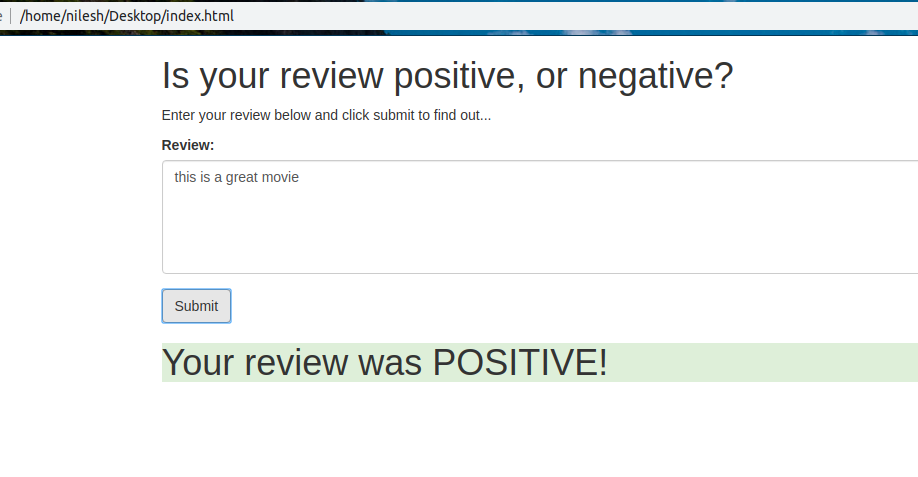 /home/nilesh/Desktop/index.html
Is your review positive, or negative?
Enter your review below and click submit to find out...
Review:
this is a great movie
Submit
Your review was POSITIVE!